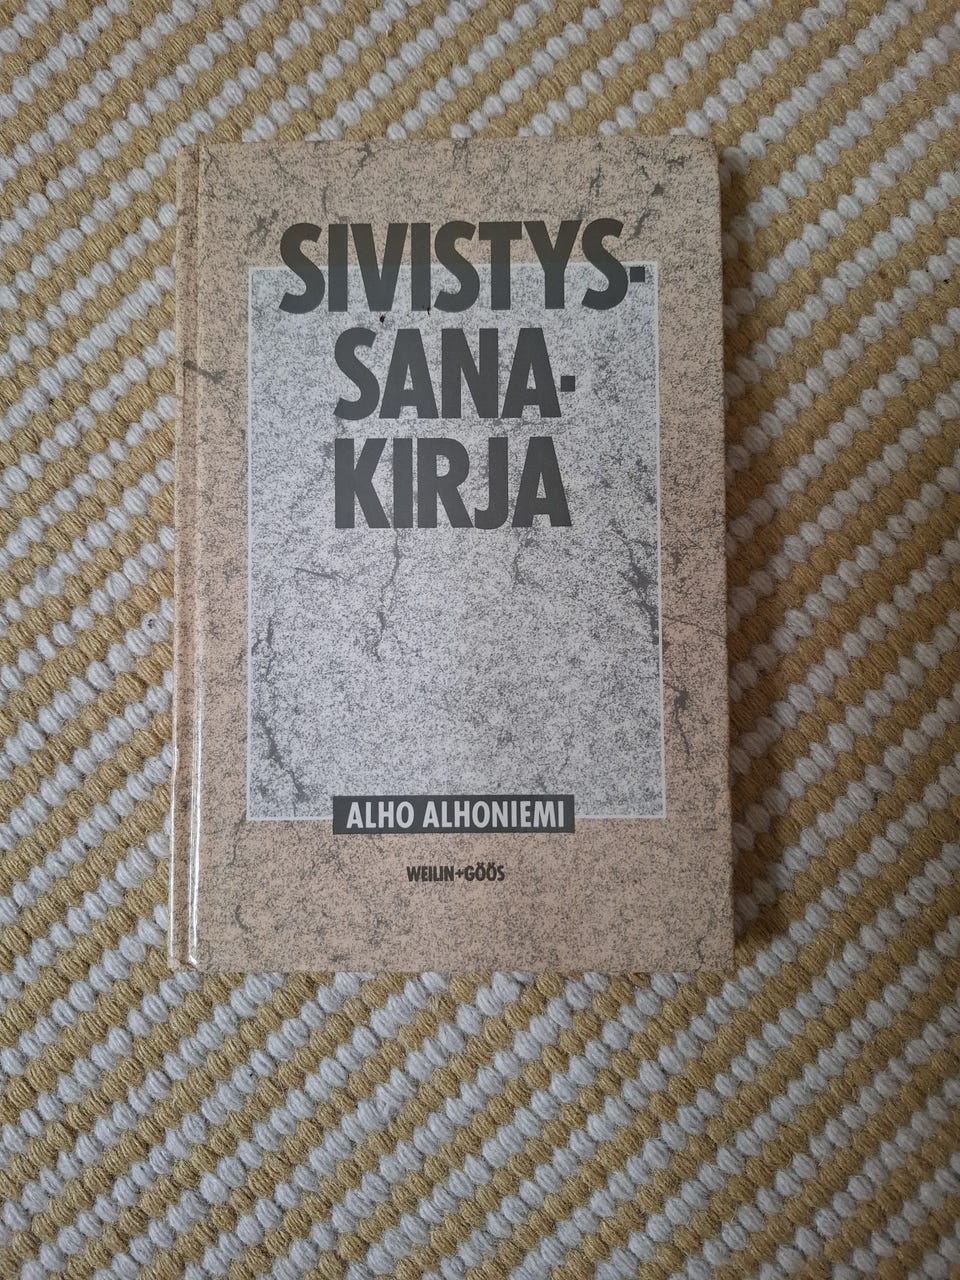 SIVISTYS-
SANA-
KIRJA
ALHO ALHONIEMI
WEILIN+GÖÖS